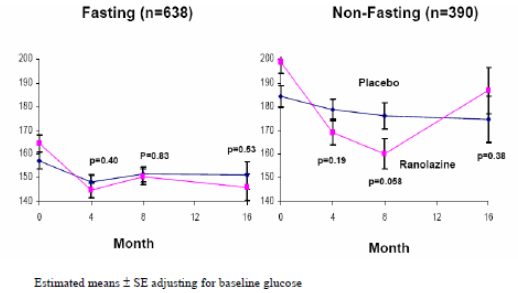 Fasting (n=638)
Non-Fasting (n=390)
200
190
180
170
160
150
140
0
4
8
12
16
p=0.40
P=0.83
p=0.53
Month
200
190
180
170
160
150
140
0
4
8
12
16
Placebo
p=0.19
Ranolazine
p=0.058
p=0.38
Month
Estimated means ± SE adjusting for baseline glucose